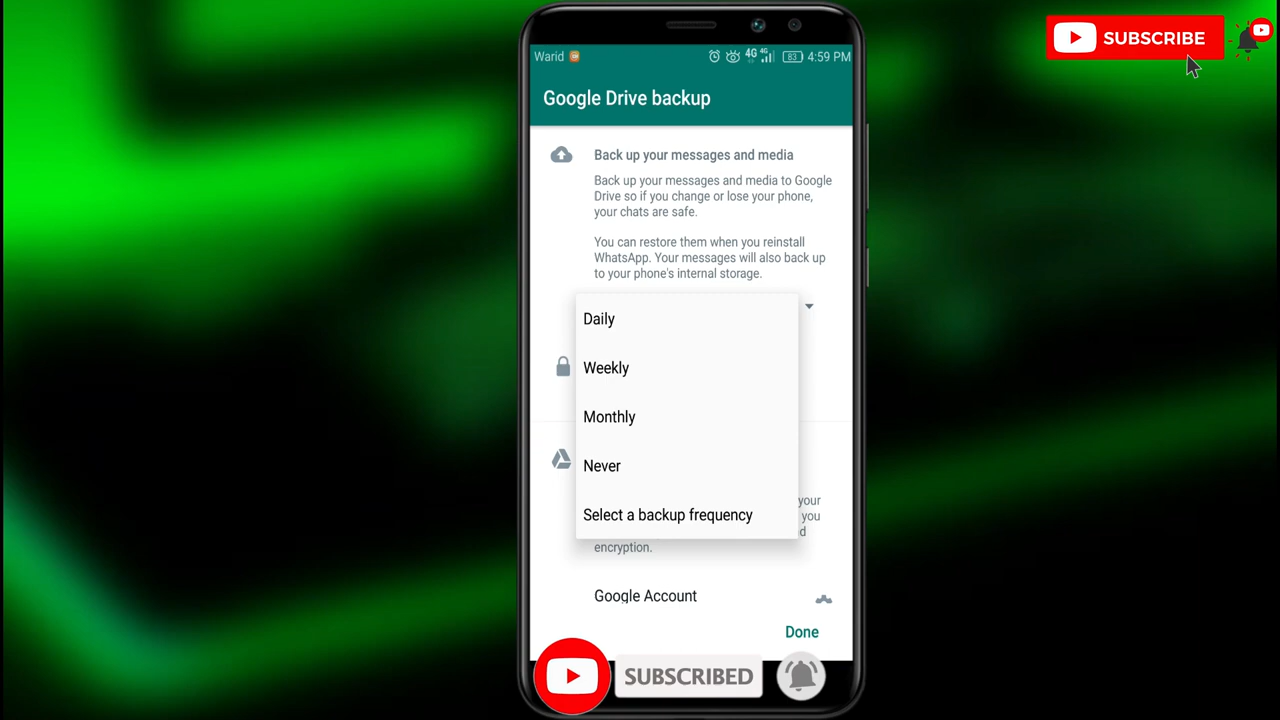 SUBSCRIBE
Warid
4G 4G 83 4:59 PM
Google Drive backup
Back up your messages and media
Back up your messages and media to Google
Drive so if you change or lose your phone,
your chats are safe.
You can restore them when you reinstall
WhatsApp. Your messages will also back up
to your phone's internal storage.
Daily
Weekly
Monthly
Never
Select a backup frequency
your
you
d
encryption.
Google Account
Done
SUBSCRIBED